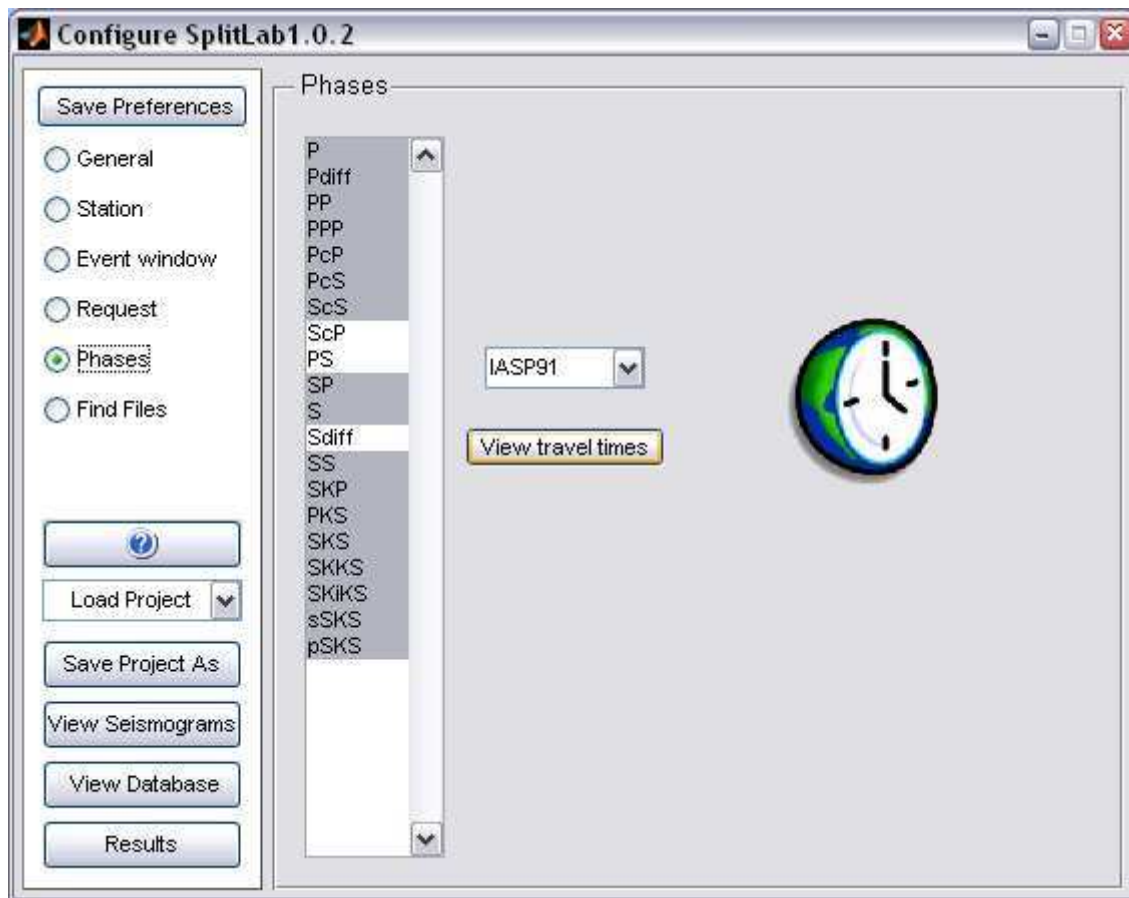 Configure SplitLab1.0.2
Save Preferences
General
Station
Event window
Request
Phases
Find Files
Load Project
Save Project As
View Seismograms
View Database
Results
Phases
P
Pdiff
PP
PPP
PcP
PcS
ScS
ScP
PS
SP
S
Sdiff
SS
SKP
PKS
SKS
SKKS
SKiKS
sSKS
pSKS
IASP91
View travel times